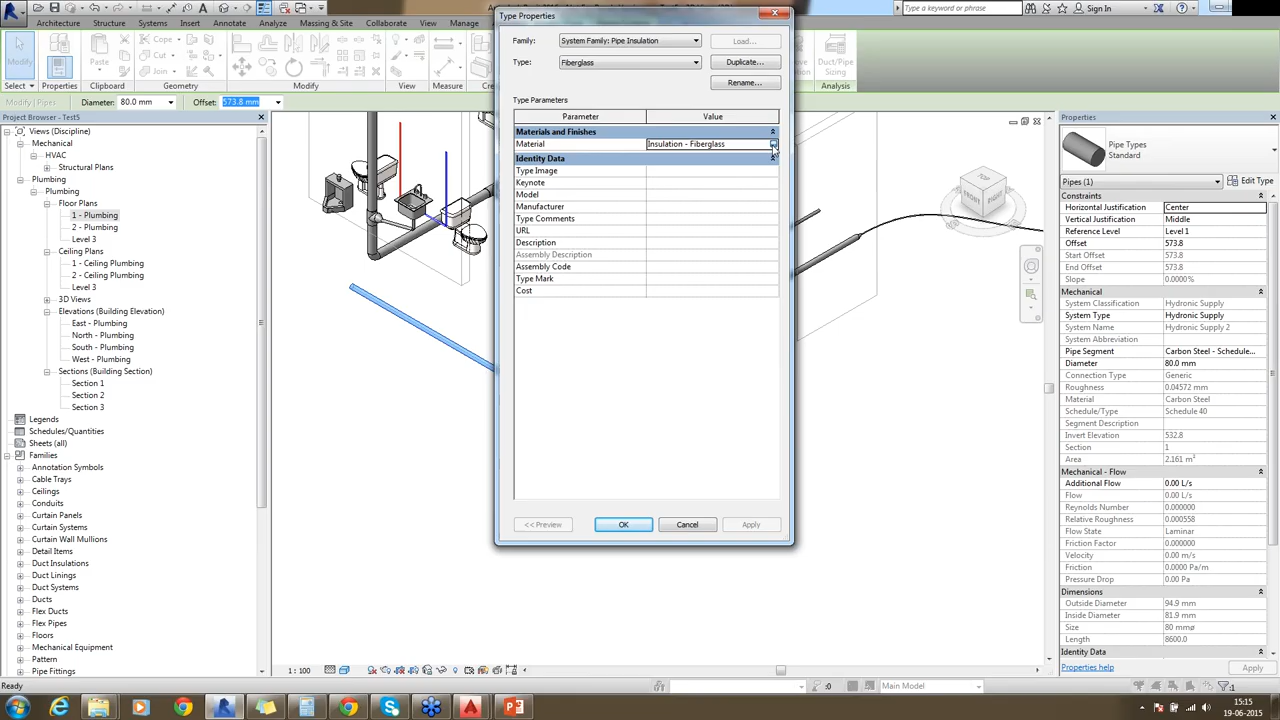 Type or keyword or phrase
Sign In
Architecture
Structure
Systems
Insert
Annotate
Analyze
Massing & Site
Collaborate
View
Manage
Modify
Select
Properties
Paste
Clipboard
Cope
Cut
Join
Geometry
Modify
View
Measure
Duct/Pipe
Sizing
Analysis
Modify | Pipes
Diameter: 80.0 mm
Offset: 573.8 mm
Project Browser - Test5
Views (Discipline)
Mechanical
HVAC
Structural Plans
Plumbing
Plumbing
Floor Plans
1 - Plumbing
2 - Plumbing
Level 3
Ceiling Plans
1 - Ceiling Plumbing
2 - Ceiling Plumbing
Level 3
3D Views
Elevations (Building Elevation)
East - Plumbing
North - Plumbing
South - Plumbing
West - Plumbing
Sections (Building Section)
Section 1
Section 2
Section 3
Legends
Schedules/Quantities
Sheets (all)
Families
Annotation Symbols
Cable Trays
Ceilings
Conduits
Curtain Panels
Curtain Systems
Curtain Wall Mullions
Detail Items
Duct Insulations
Duct Linings
Duct Systems
Ducts
Flex Ducts
Flex Pipes
Floors
Mechanical Equipment
Pattern
Pipe Fittings
Type Properties
Family:
System Family: Pipe Insulation
Load...
Type:
Fiberglass
Duplicate...
Rename...
Type Parameters
Parameter
Value
Materials and Finishes
Material
Insulation - Fiberglass
Identity Data
Type Image
Keynote
Model
Manufacturer
Type Comments
URL
Description
Assembly Description
Assembly Code
Type Mark
Cost
<< Preview
OK
Cancel
Apply
TOP
FRONT
RIGHT
Properties
Pipe Types
Standard
Pipes (1)
Edit Type
Constraints
Horizontal Justification Center
Vertical Justification Middle
Reference Level Level 1
Offset 573.8
Start Offset 573.8
End Offset 573.8
Slope 0.0000%
Mechanical
System Classification Hydronic Supply
System Type Hydronic Supply
System Name Hydronic Supply 2
System Abbreviation
Pipe Segment Carbon Steel - Schedule...
Diameter 80.0 mm
Connection Type Generic
Roughness 0.04572 mm
Material Carbon Steel
Schedule/Type Schedule 40
Segment Description
Invert Elevation 532.8
Section 1
Area 2.161 m²
Mechanical - Flow
Additional Flow 0.00 L/s
Flow 0.00 L/s
Reynolds Number 0.000000
Relative Roughness 0.000558
Flow State Laminar
Friction Factor 0.000000
Velocity 0.00 m/s
Friction 0.0000 Pa/m
Pressure Drop 0.00 Pa
Dimensions
Outside Diameter 94.9 mm
Inside Diameter 81.9 mm
Size 80 mmø
Length 8600.0
Identity Data
Properties help
Apply
1 : 100
Ready
:0
Main Model
15:15